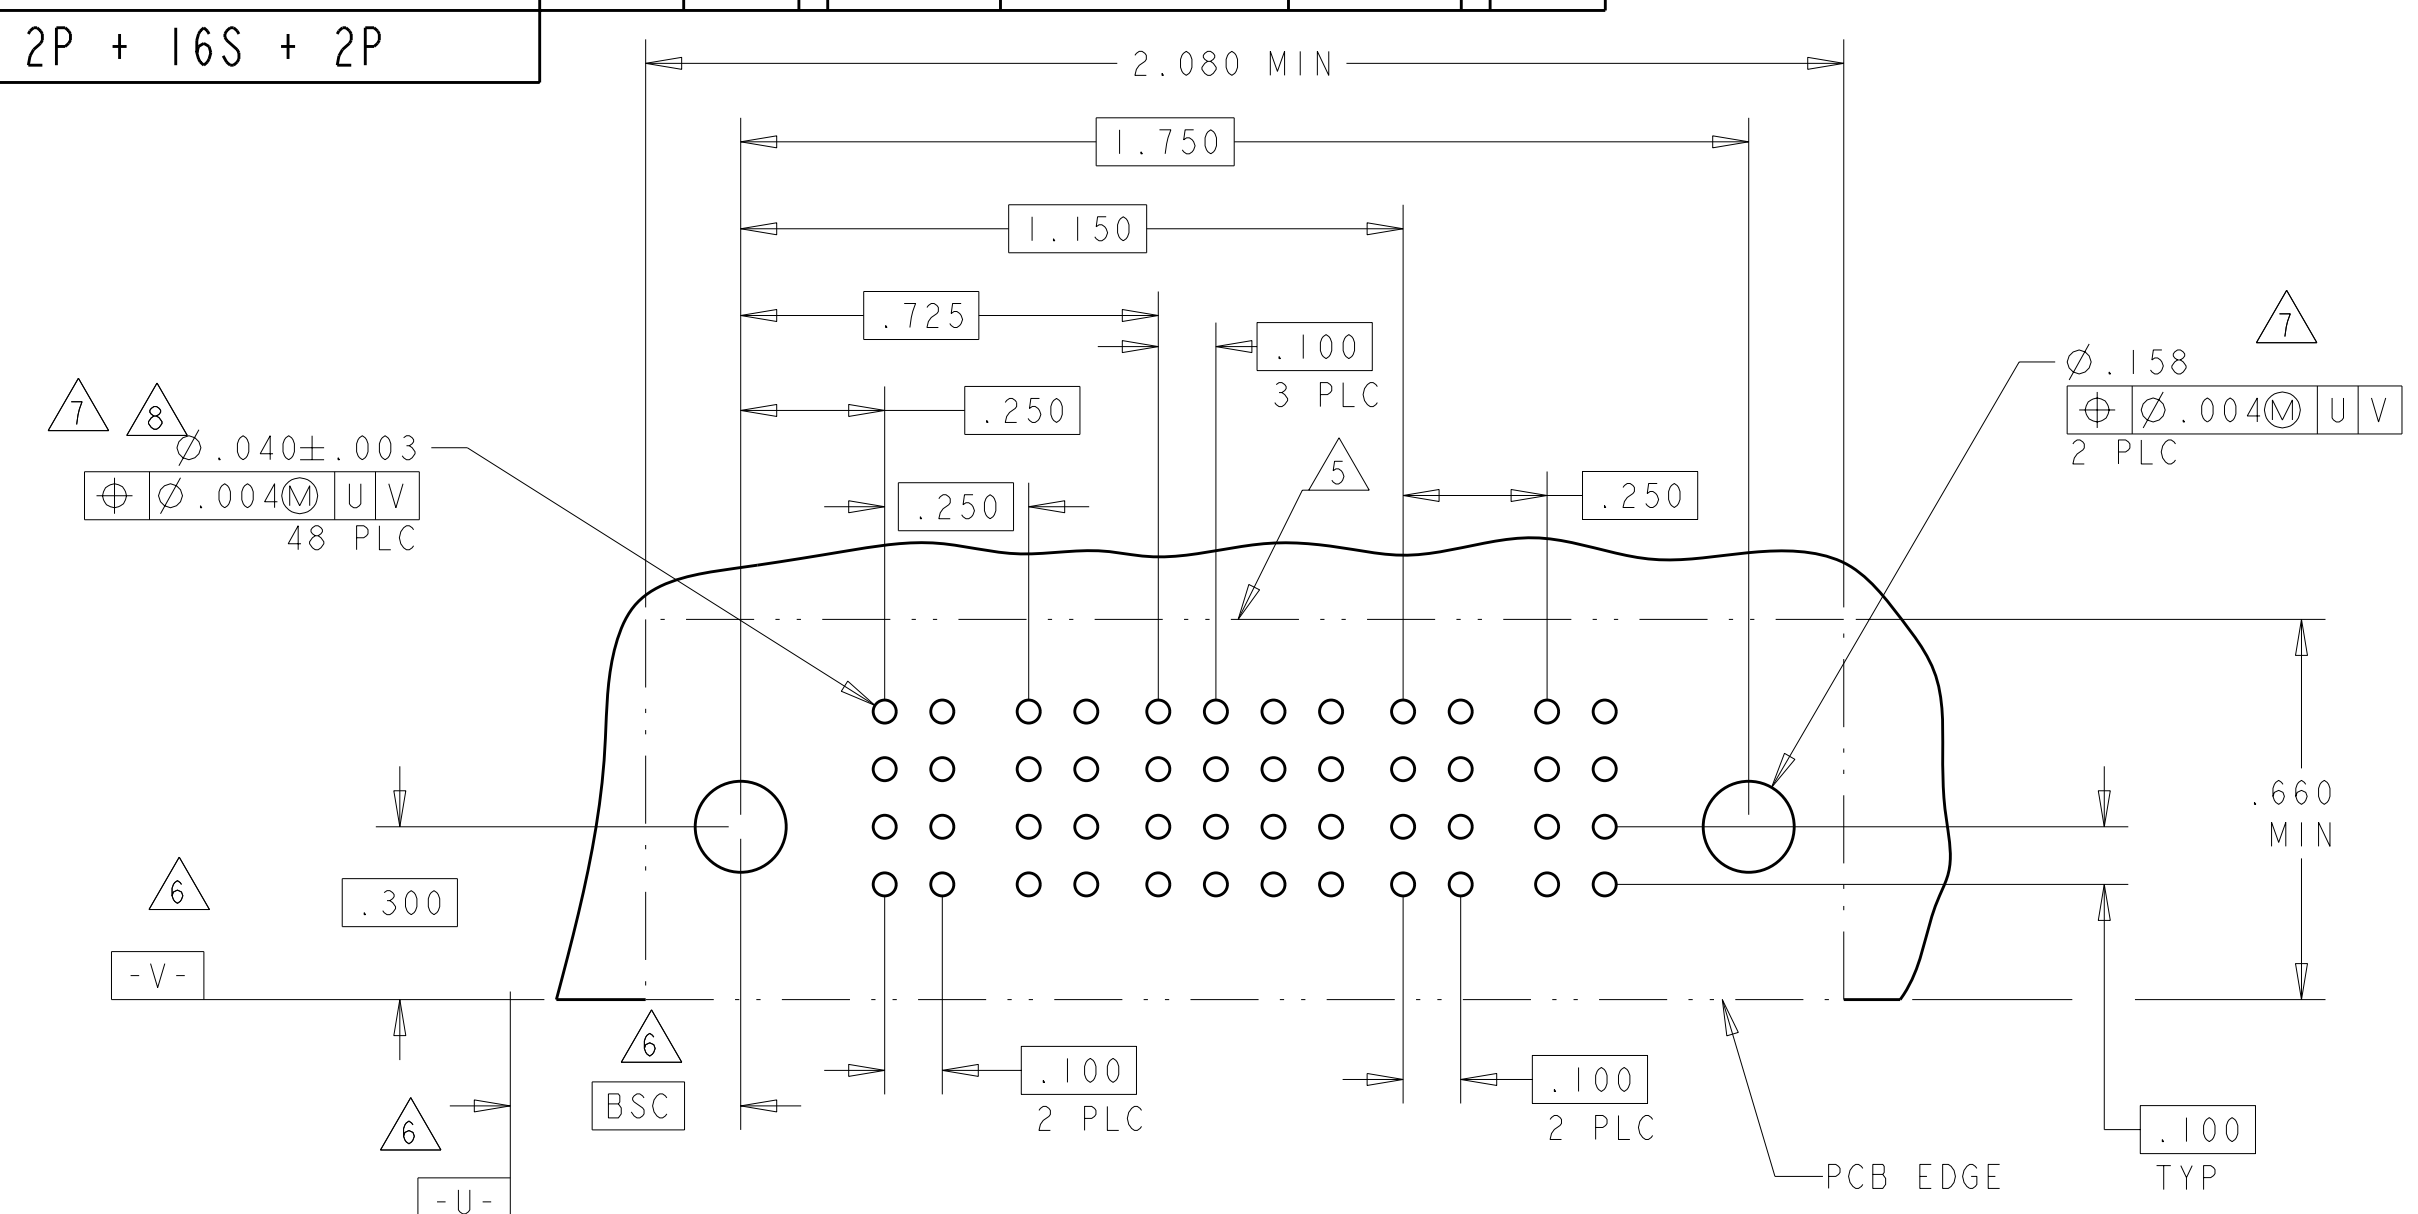 2P + 16S + 2P
2.080 MIN
1.750
1.150
.725
.100
3 PLC
7
Ø.158
⌖ Ø.004Ⓜ U V
2 PLC
.250
7 8
Ø.040±.003
⌖ Ø.004Ⓜ U V
48 PLC
.250
5
.250
.660
MIN
6
.300
-V-
6
BSC
6
-U-
.100
2 PLC
.100
2 PLC
PCB EDGE
.100
TYP